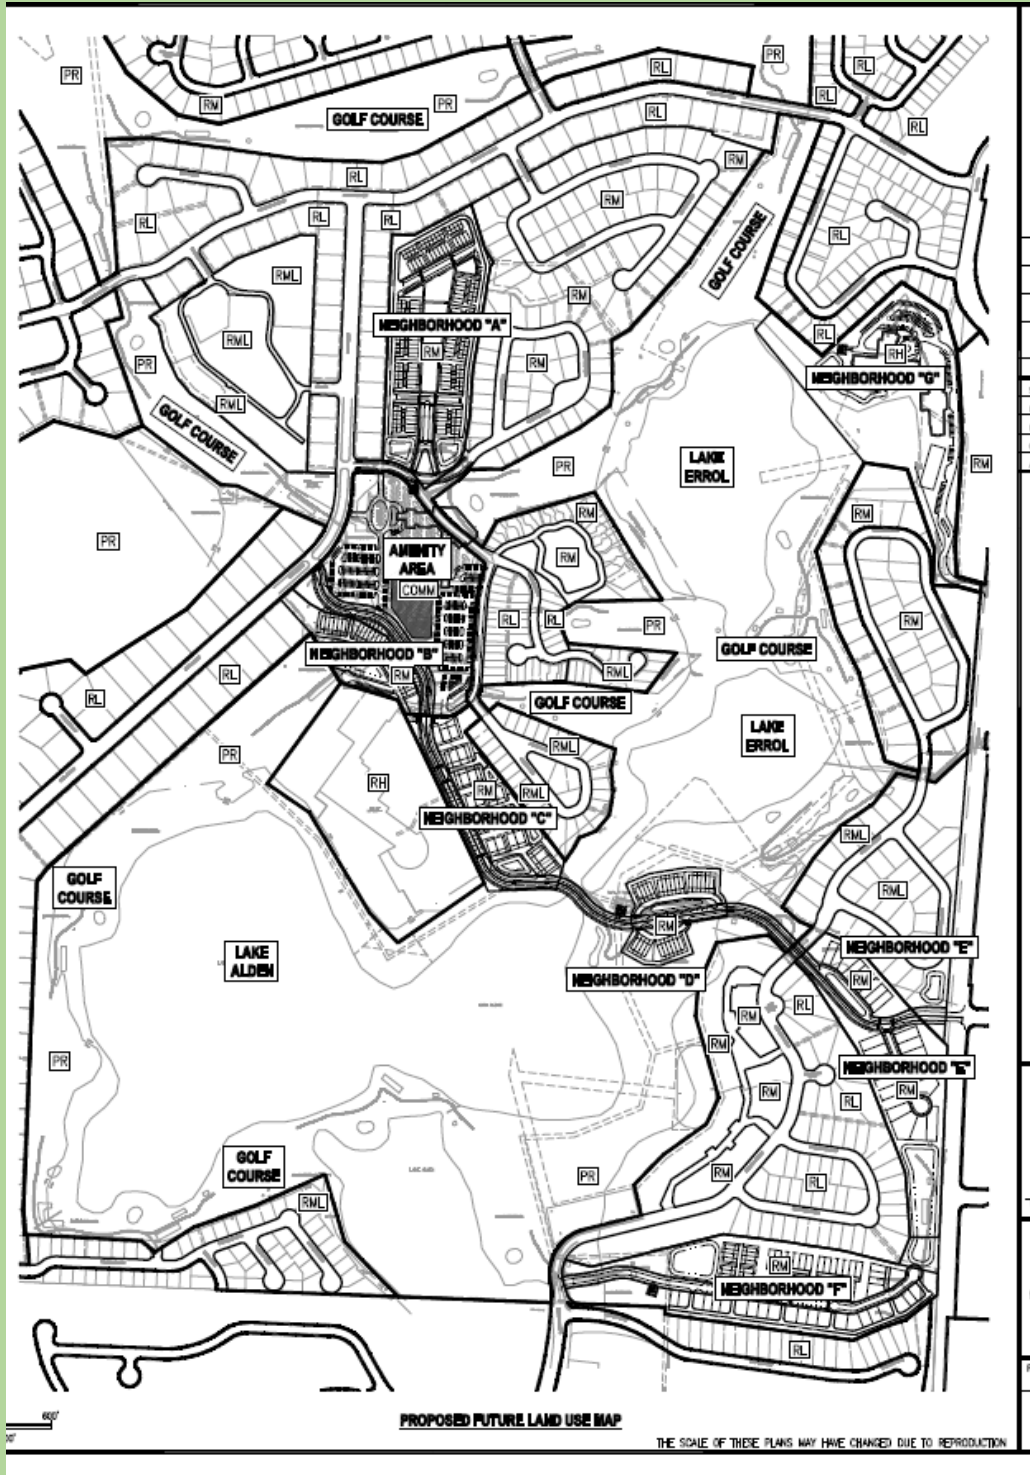 PR
RM
GOLF COURSE
PR
RL
PR
RL
RL
RL
RL
RL
RL
RL
RL
RM
RM
GOLF COURSE
RL
RML
RML
RML
PR
GOLF COURSE
NEIGHBORHOOD "A"
RM
RM
RM
RL
RH
NEIGHBORHOOD "G"
RM
LAKE
ERROL
PR
PR
AMENITY
AREA
COMM
RM
RM
RM
RM
RL
RL
PR
RML
GOLF COURSE
GOLF COURSE
NEIGHBORHOOD "B"
RM
RL
RL
PR
LAKE
ERROL
RH
RML
RM
RML
NEIGHBORHOOD "C"
RML
RML
GOLF
COURSE
LAKE
ALDEN
RM
NEIGHBORHOOD "D"
NEIGHBORHOOD "E"
RM
RM
RL
RM
NEIGHBORHOOD "E"
RM
RM
RL
PR
GOLF
COURSE
RML
PR
RM
RL
RM
NEIGHBORHOOD "F"
RL
600'
PROPOSED FUTURE LAND USE MAP
THE SCALE OF THESE PLANS MAY HAVE CHANGED DUE TO REPRODUCTION